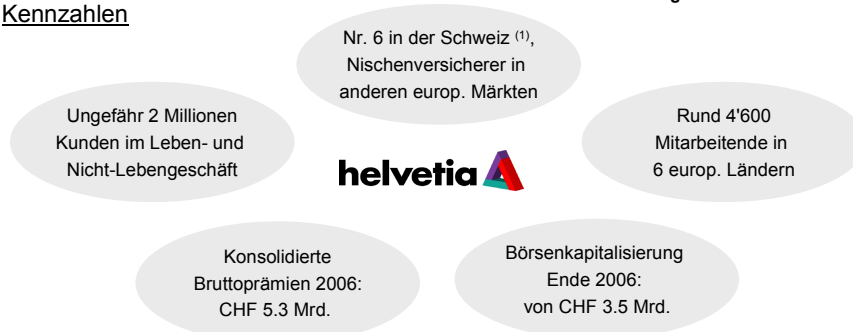 Kennzahlen
Nr. 6 in der Schweiz (1),
Nischenversicherer in
anderen europ. Märkten
Ungefähr 2 Millionen
Kunden im Leben- und
Nicht-Lebengeschäft
Rund 4'600
Mitarbeitende in
6 europ. Ländern
helvetia
Konsolidierte
Bruttoprämien 2006:
CHF 5.3 Mrd.
Börsenkapitalisierung
Ende 2006:
von CHF 3.5 Mrd.